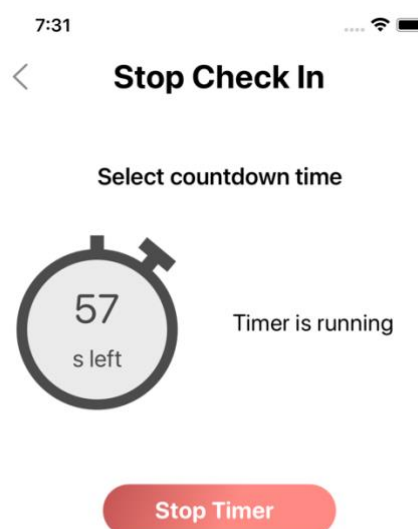 7:31
Stop Check In
Select countdown time
57
s left
Timer is running
Stop Timer